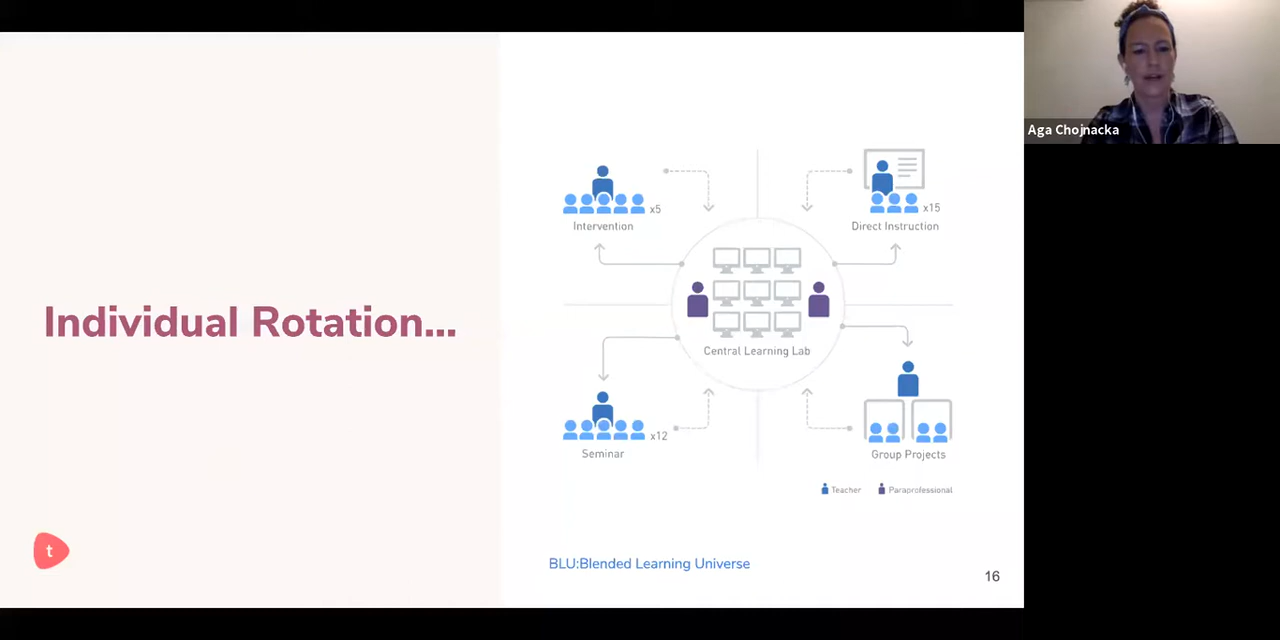 Aga Chojnacka
Individual Rotation...
x5
Intervention
x15
Direct Instruction
Central Learning Lab
x12
Seminar
Group Projects
Teacher
Paraprofessional
t
BLU:Blended Learning Universe
16